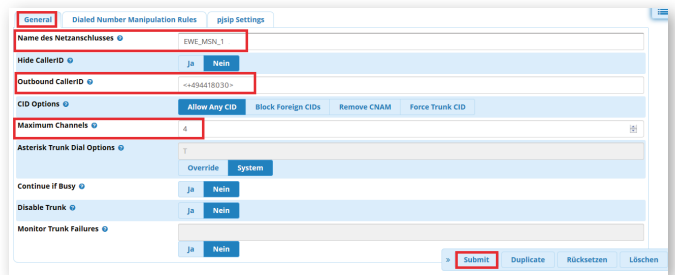 General Dialed Number Manipulation Rules pjsip Settings
Name des Netzanschlusses
EWE_MSN_1
Hide CallerID
Ja Nein
Outbound CallerID
<+494418030>
CID Options
Allow Any CID Block Foreign CIDs Remove CNAM Force Trunk CID
Maximum Channels
4
Asterisk Trunk Dial Options
T
Override System
Continue if Busy
Ja Nein
Disable Trunk
Ja Nein
Monitor Trunk Failures
Ja Nein
» Submit Duplicate Rücksetzen Löschen